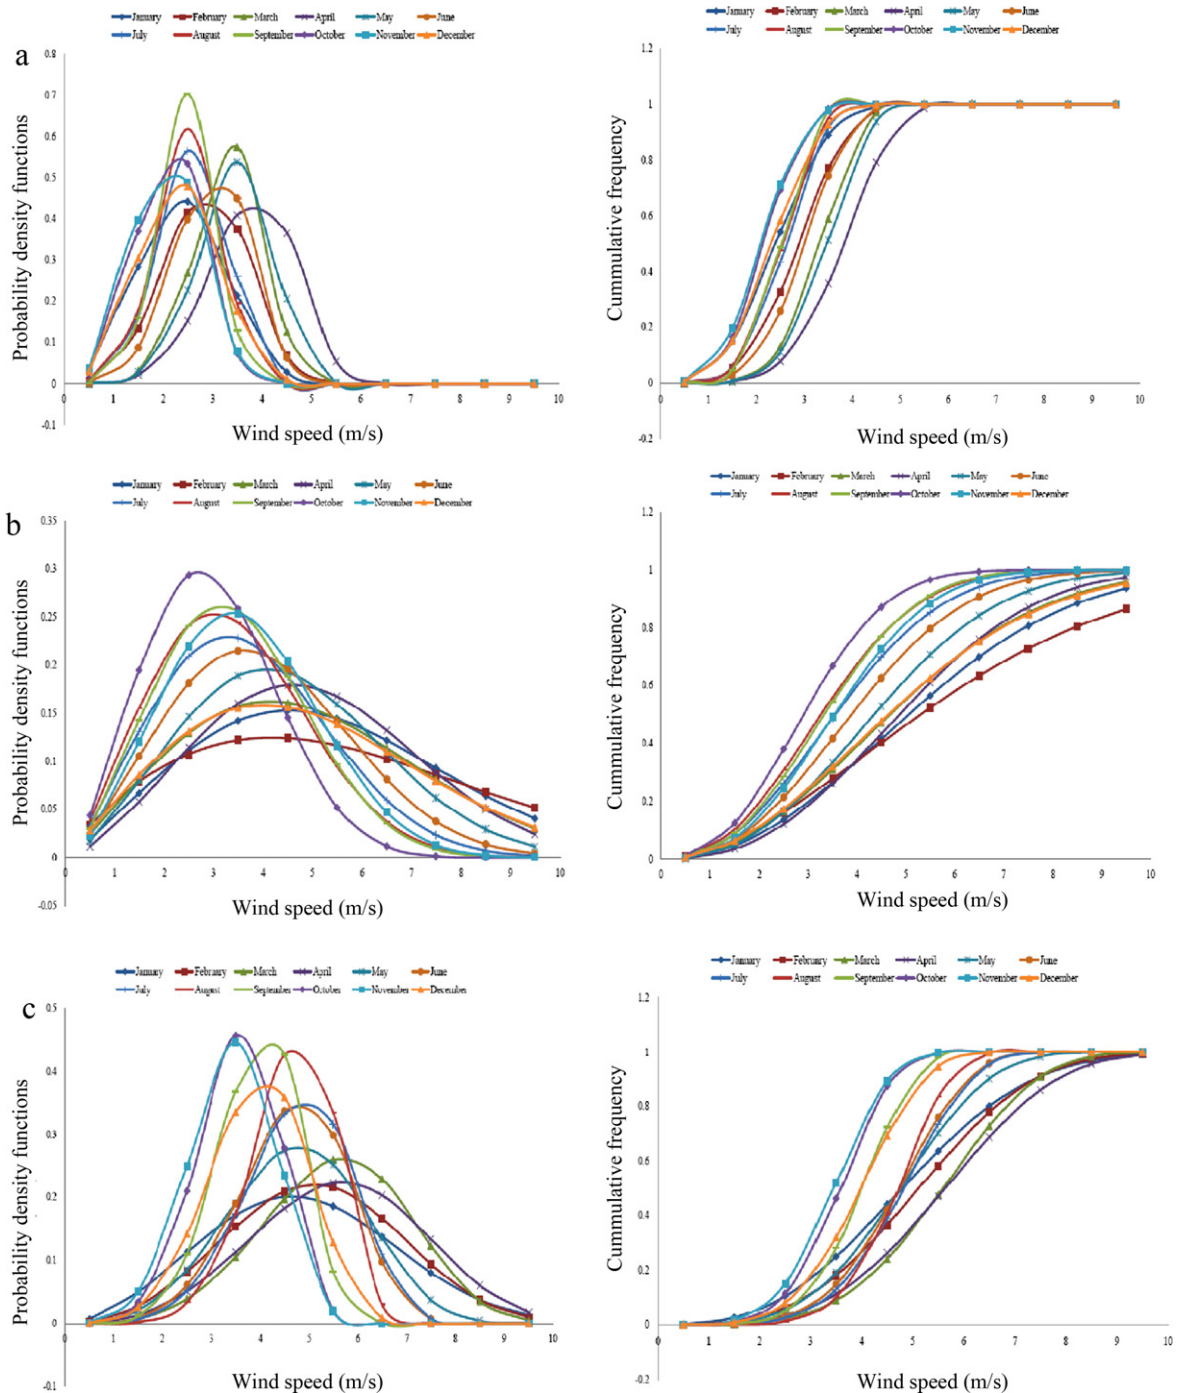 a
January February March April May June
July August September October November December
0.8
0.7
0.6
0.5
0.4
0.3
0.2
0.1
0
-0.1
0 1 2 3 4 5 6 7 8 9 10
Probability density functions
Wind speed (m/s)
January February March April May June
July August September October November December
1.2
1
0.8
0.6
0.4
0.2
0
-0.2
0 1 2 3 4 5 6 7 8 9 10
Cummulative frequency
Wind speed (m/s)
b
January February March April May June
July August September October November December
0.35
0.3
0.25
0.2
0.15
0.1
0.05
0
-0.05
0 1 2 3 4 5 6 7 8 9 10
Probability density functions
Wind speed (m/s)
January February March April May June
July August September October November December
1.2
1
0.8
0.6
0.4
0.2
0
0 1 2 3 4 5 6 7 8 9 10
Cummulative frequency
Wind speed (m/s)
c
January February March April May June
July August September October November December
0.5
0.4
0.3
0.2
0.1
0
-0.1
0 1 2 3 4 5 6 7 8 9 10
Probability density functions
Wind speed (m/s)
January February March April May June
July August September October November December
1.2
1
0.8
0.6
0.4
0.2
0
-0.2
0 1 2 3 4 5 6 7 8 9 10
Cummulative frequency
Wind speed (m/s)